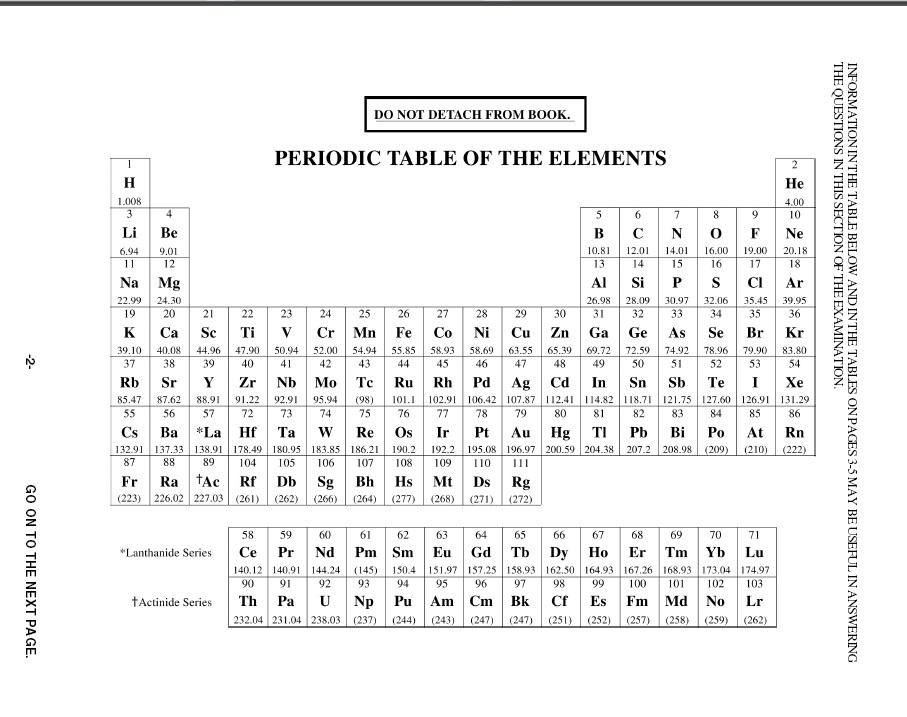 DO NOT DETACH FROM BOOK.
PERIODIC TABLE OF THE ELEMENTS
1 2
H He
1.008 4.00
3 4 5 6 7 8 9 10
Li Be B C N O F Ne
6.94 9.01 10.81 12.01 14.01 16.00 19.00 20.18
11 12 13 14 15 16 17 18
Na Mg Al Si P S Cl Ar
22.99 24.30 26.98 28.09 30.97 32.06 35.45 39.95
19 20 21 22 23 24 25 26 27 28 29 30 31 32 33 34 35 36
K Ca Sc Ti V Cr Mn Fe Co Ni Cu Zn Ga Ge As Se Br Kr
39.10 40.08 44.96 47.90 50.94 52.00 54.94 55.85 58.93 58.69 63.55 65.39 69.72 72.59 74.92 78.96 79.90 83.80
37 38 39 40 41 42 43 44 45 46 47 48 49 50 51 52 53 54
Rb Sr Y Zr Nb Mo Tc Ru Rh Pd Ag Cd In Sn Sb Te I Xe
85.47 87.62 88.91 91.22 92.91 95.94 (98) 101.1 102.91 106.42 107.87 112.41 114.82 118.71 121.75 127.60 126.91 131.29
55 56 57 72 73 74 75 76 77 78 79 80 81 82 83 84 85 86
Cs Ba *La Hf Ta W Re Os Ir Pt Au Hg Tl Pb Bi Po At Rn
132.91 137.33 138.91 178.49 180.95 183.85 186.21 190.2 192.2 195.08 196.97 200.59 204.38 207.2 208.98 (209) (210) (222)
87 88 89 104 105 106 107 108 109 110 111
Fr Ra †Ac Rf Db Sg Bh Hs Mt Ds Rg
(223) 226.02 227.03 (261) (262) (266) (264) (277) (268) (271) (272)
58 59 60 61 62 63 64 65 66 67 68 69 70 71
*Lanthanide Series Ce Pr Nd Pm Sm Eu Gd Tb Dy Ho Er Tm Yb Lu
140.12 140.91 144.24 (145) 150.4 151.97 157.25 158.93 162.50 164.93 167.26 168.93 173.04 174.97
90 91 92 93 94 95 96 97 98 99 100 101 102 103
†Actinide Series Th Pa U Np Pu Am Cm Bk Cf Es Fm Md No Lr
232.04 231.04 238.03 (237) (244) (243) (247) (247) (251) (252) (257) (258) (259) (262)
INFORMATION IN THE TABLE BELOW AND IN THE TABLES ON PAGES 3-5 MAY BE USEFUL IN ANSWERING
THE QUESTIONS IN THIS SECTION OF THE EXAMINATION.
-2-
GO ON TO THE NEXT PAGE.